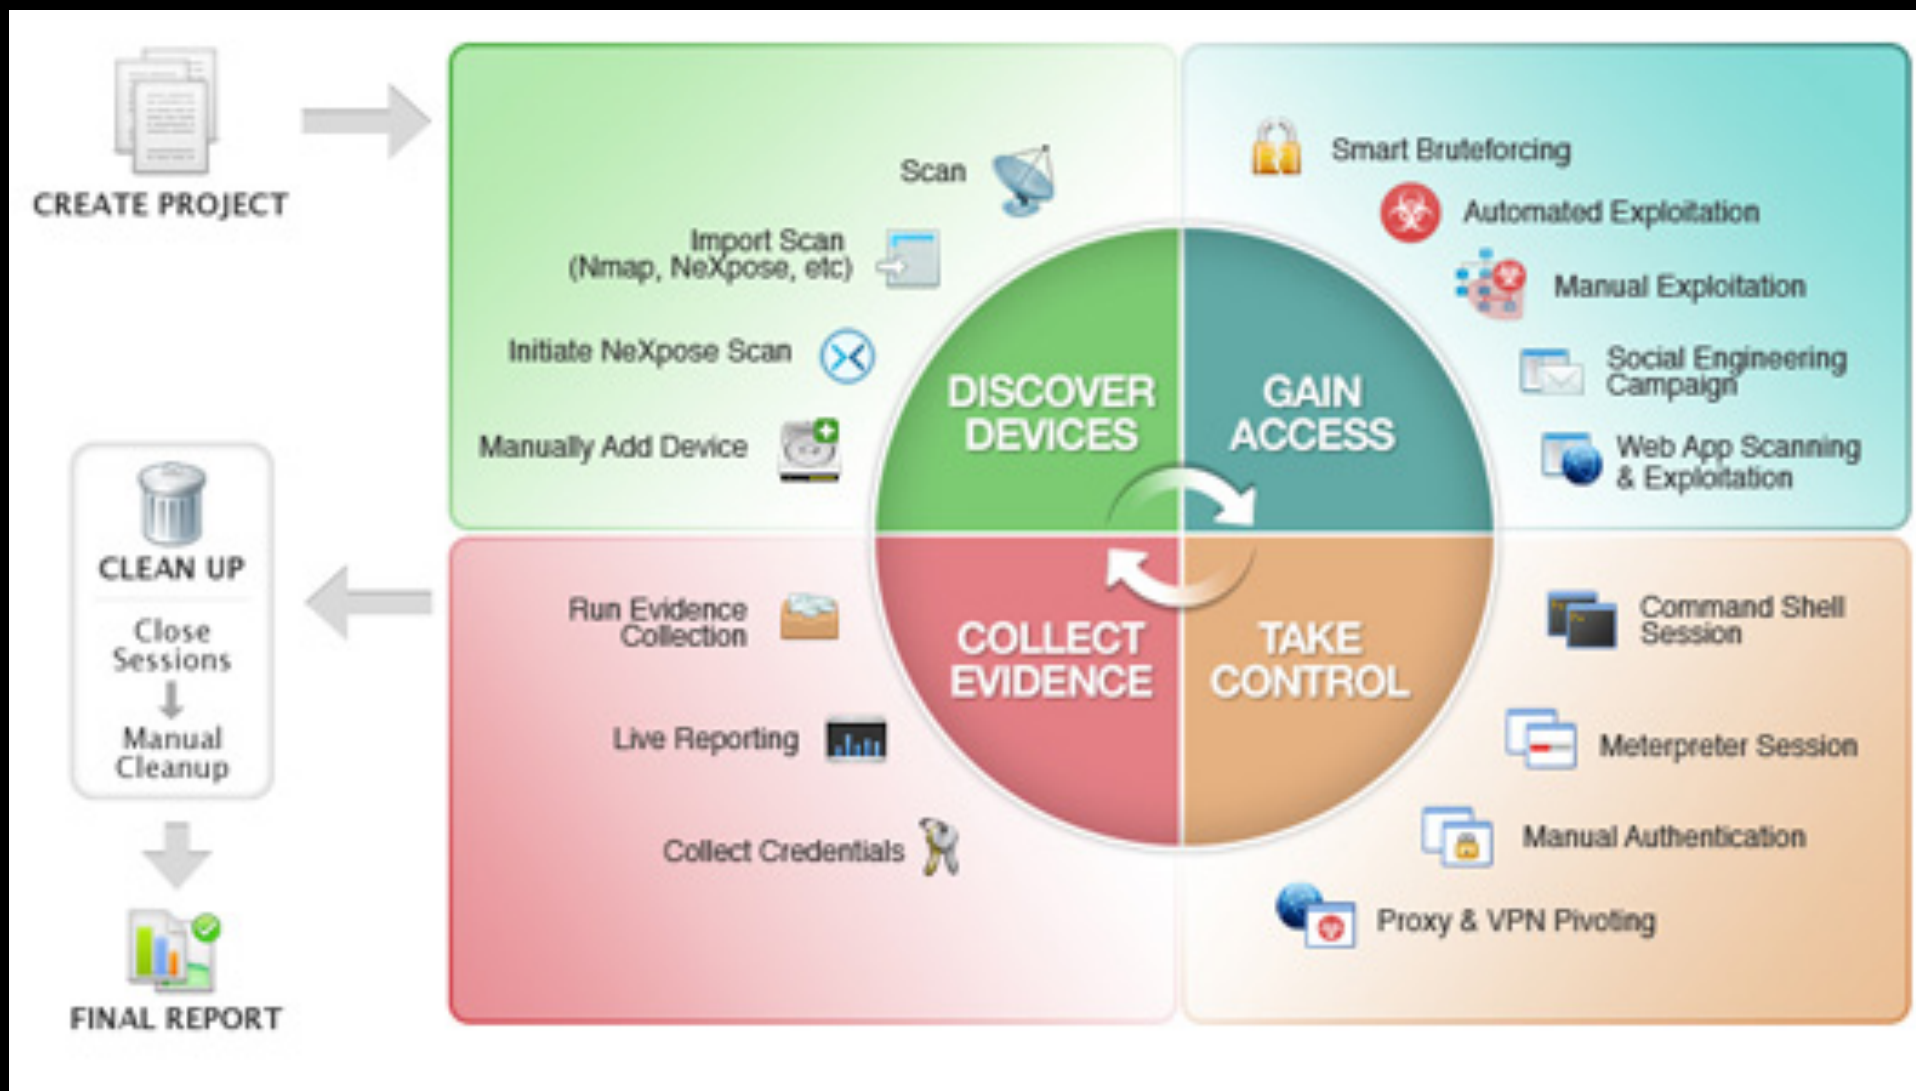 CREATE PROJECT
Scan
Import Scan
(Nmap, NeXpose, etc)
Initiate NeXpose Scan
Manually Add Device
DISCOVER
DEVICES
Smart Bruteforcing
Automated Exploitation
Manual Exploitation
Social Engineering
Campaign
Web App Scanning
& Exploitation
GAIN
ACCESS
Run Evidence
Collection
Live Reporting
Collect Credentials
COLLECT
EVIDENCE
TAKE
CONTROL
Command Shell
Session
Meterpreter Session
Manual Authentication
Proxy & VPN Pivoting
CLEAN UP
Close
Sessions
Manual
Cleanup
FINAL REPORT